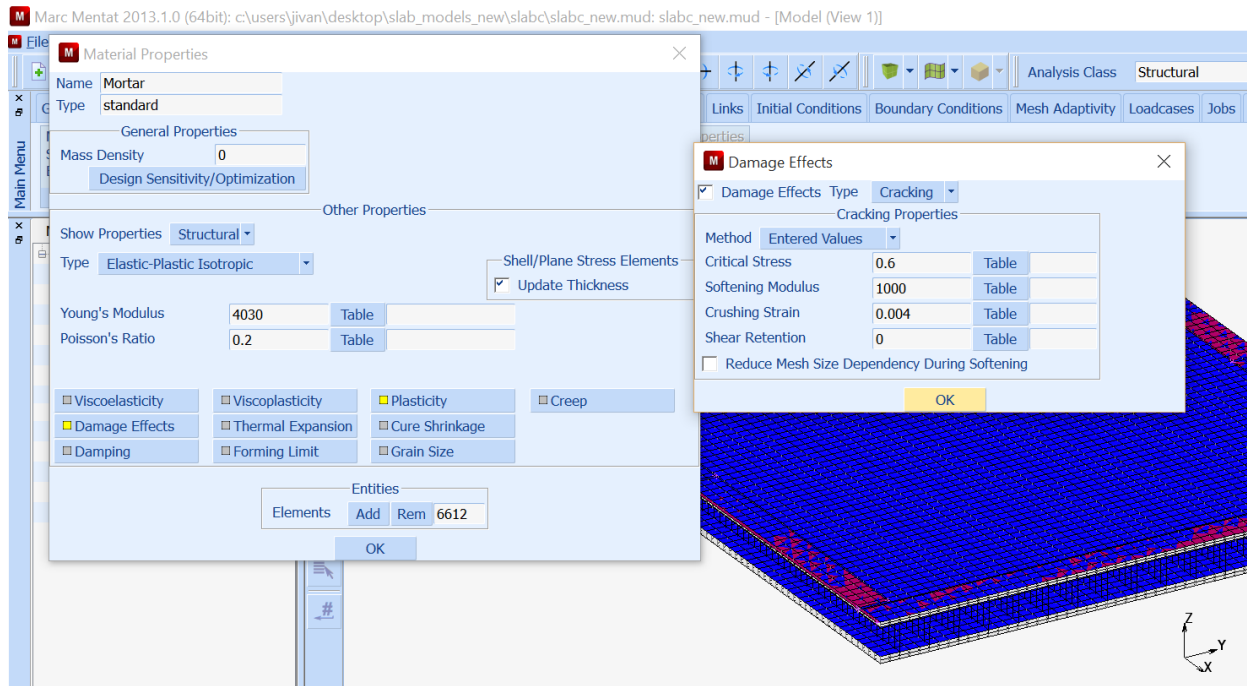 Marc Mentat 2013.1.0 (64bit): c:\users\jivan\desktop\slab_models_new\slabc\slabc_new.mud: slabc_new.mud - [Model (View 1)]
File
Analysis Class Structural
Links Initial Conditions Boundary Conditions Mesh Adaptivity Loadcases Jobs
Main Menu
Material Properties
Name Mortar
Type standard
General Properties
Mass Density 0
Design Sensitivity/Optimization
Other Properties
Show Properties Structural
Type Elastic-Plastic Isotropic
Shell/Plane Stress Elements
Update Thickness
Young's Modulus 4030 Table
Poisson's Ratio 0.2 Table
Viscoelasticity Viscoplasticity Plasticity Creep
Damage Effects Thermal Expansion Cure Shrinkage
Damping Forming Limit Grain Size
Entities
Elements Add Rem 6612
OK
perties
Damage Effects
Damage Effects Type Cracking
Cracking Properties
Method Entered Values
Critical Stress 0.6 Table
Softening Modulus 1000 Table
Crushing Strain 0.004 Table
Shear Retention 0 Table
Reduce Mesh Size Dependency During Softening
OK
#
Z
Y
X